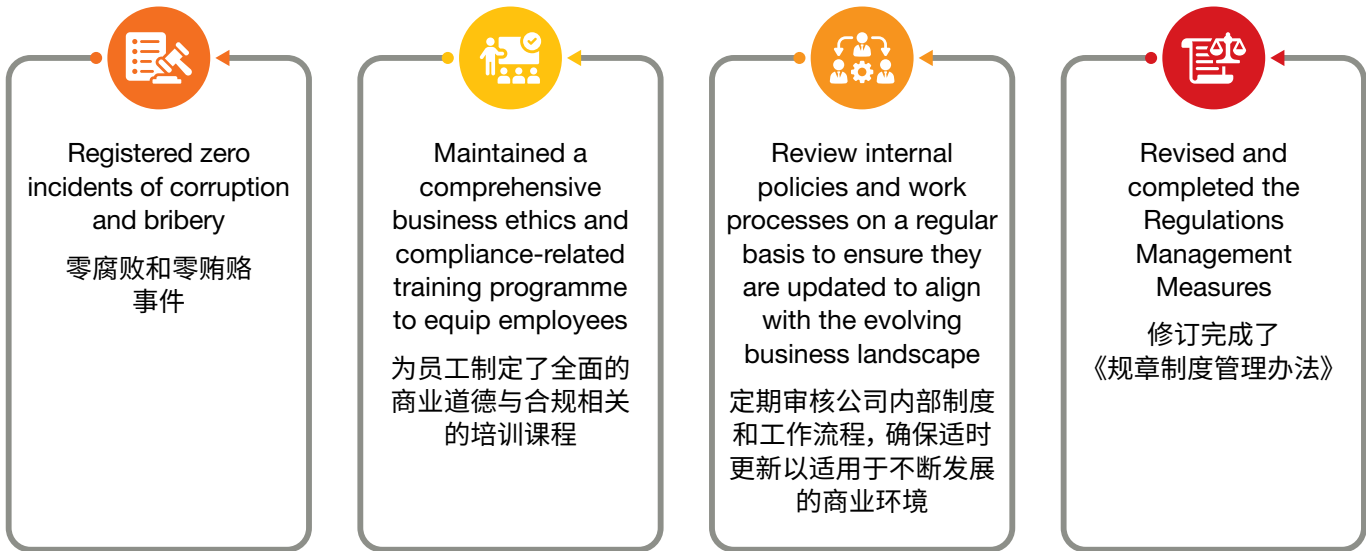 Registered zero
incidents of corruption
and bribery
零腐败和零贿赂
事件
Maintained a
comprehensive
business ethics and
compliance-related
training programme
to equip employees
为员工制定了全面的
商业道德与合规相关
的培训课程
Review internal
policies and work
processes on a regular
basis to ensure they
are updated to align
with the evolving
business landscape
定期审核公司内部制度
和工作流程，确保适时
更新以适用于不断发展
的商业环境
Revised and
completed the
Regulations
Management
Measures
修订完成了
《规章制度管理办法》